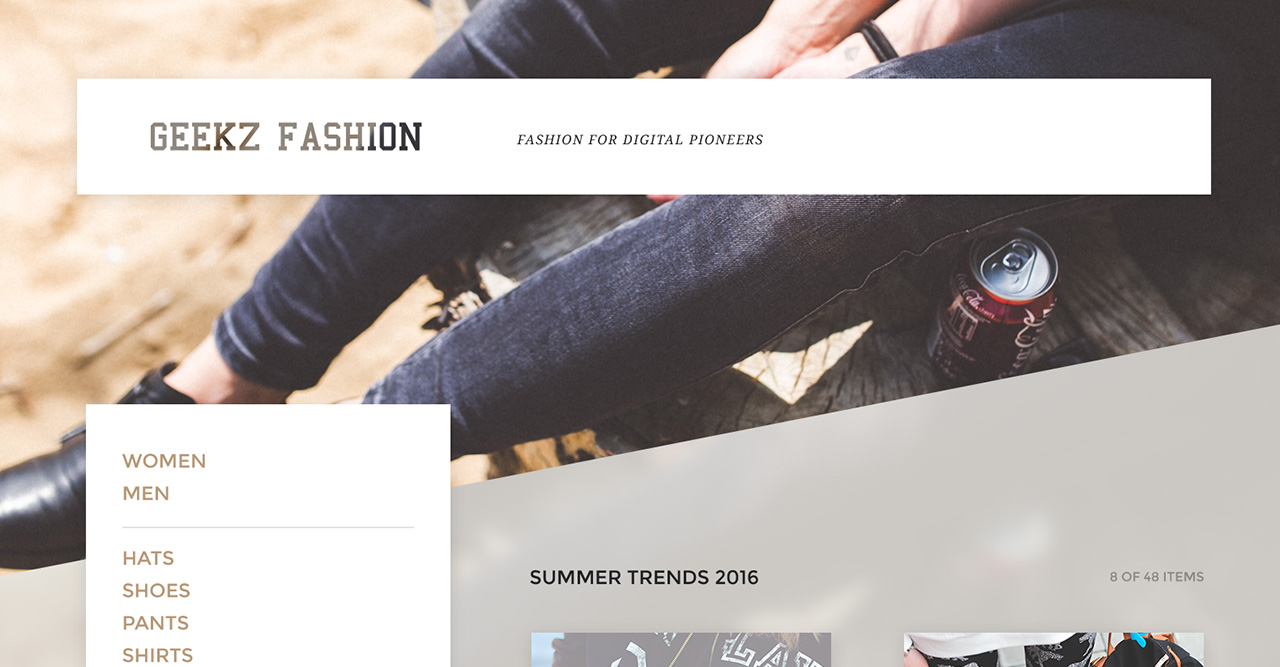 GEEKZ FASHION
FASHION FOR DIGITAL PIONEERS
WOMEN
MEN
HATS
SHOES
PANTS
SHIRTS
SUMMER TRENDS 2016
8 OF 48 ITEMS